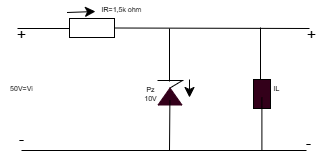 IR=1,5k ohm
+
+
50V=Vi
Pz
10V
IL
-
-